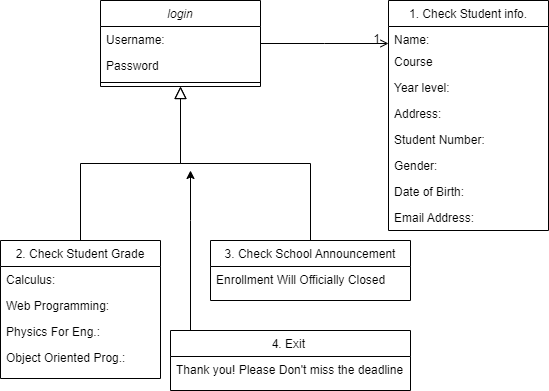 login
Username:
Password
1
1. Check Student info.
Name:
Course
Year level:
Address:
Student Number:
Gender:
Date of Birth:
Email Address:
2. Check Student Grade
Calculus:
Web Programming:
Physics For Eng.:
Object Oriented Prog.:
3. Check School Announcement
Enrollment Will Officially Closed
4. Exit
Thank you! Please Don't miss the deadline